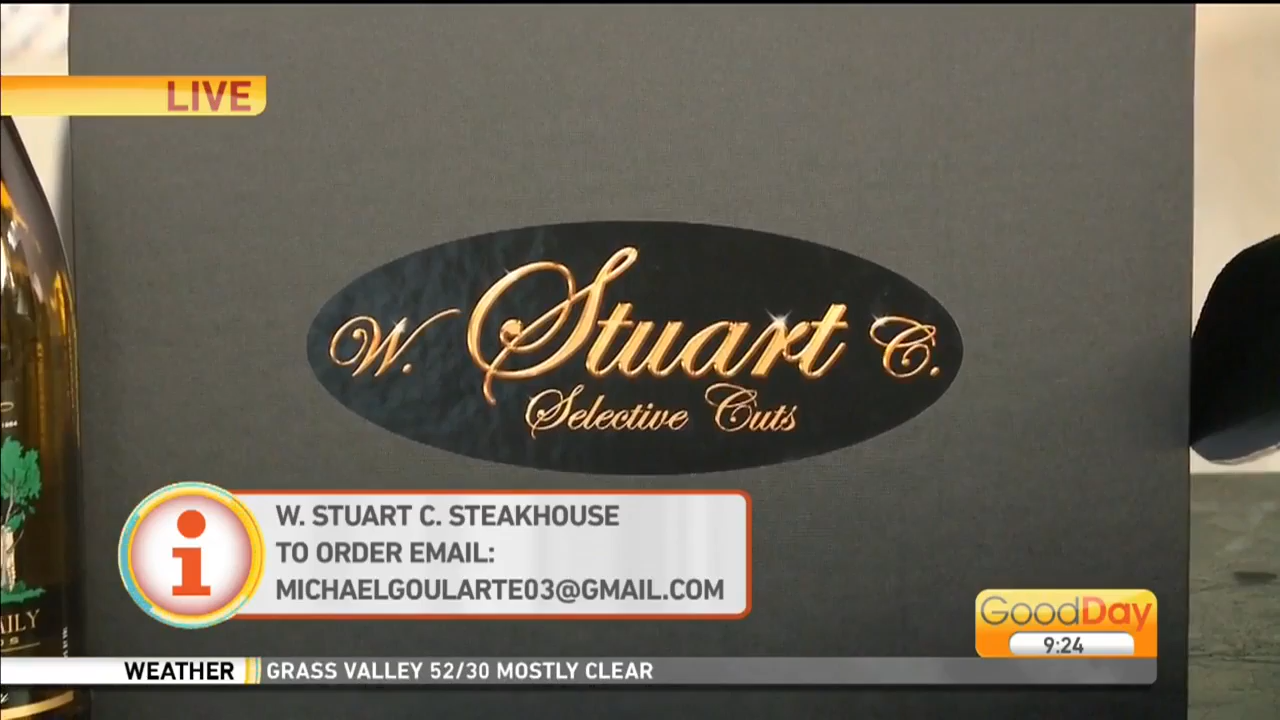 LIVE
W. Stuart C.
Selective Cuts
W. STUART C. STEAKHOUSE
TO ORDER EMAIL:
MICHAELGOULARTE03@GMAIL.COM
GoodDay
9:24
WEATHER GRASS VALLEY 52/30 MOSTLY CLEAR